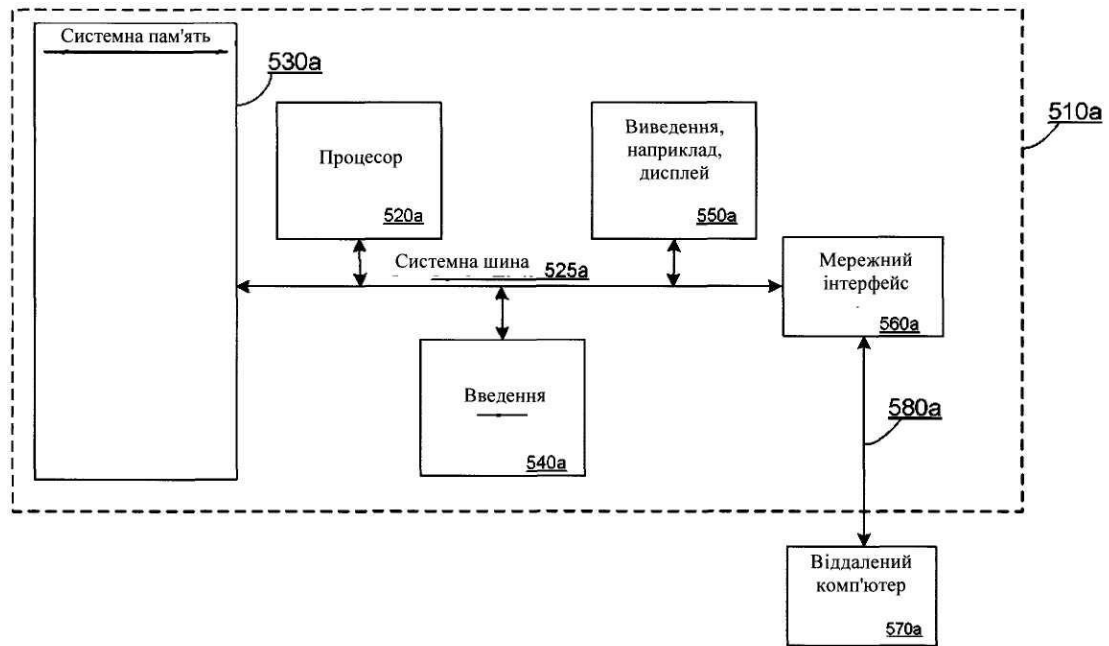 Системна пам'ять
530a
510a
Процесор
520a
Виведення,
наприклад,
дисплей
550a
Системна шина
525a
Мережний
інтерфейс
560a
Введення
540a
580a
Віддалений
комп'ютер
570a